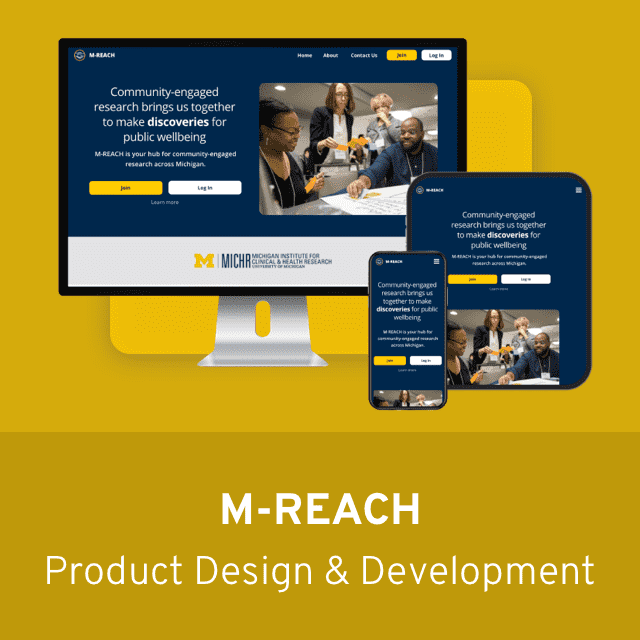 M-REACH
Home About Contact Us Join Log In
Community-engaged
research brings us together
to make discoveries for
public wellbeing
M-REACH is your hub for community-engaged
research across Michigan.
Join Log In
Learn more
M MICHR MICHIGAN INSTITUTE FOR
CLINICAL & HEALTH RESEARCH
UNIVERSITY OF MICHIGAN
M-REACH
Community-engaged
research brings us together
to make discoveries for
public wellbeing
M-REACH is your hub for community-engaged
research across Michigan.
Join Log In
Learn more
M-REACH
Community-engaged
research brings us
together to make
discoveries for public
wellbeing
M-REACH is your hub for
community-engaged research
across Michigan.
Join Log In
Learn more
M-REACH
Product Design & Development